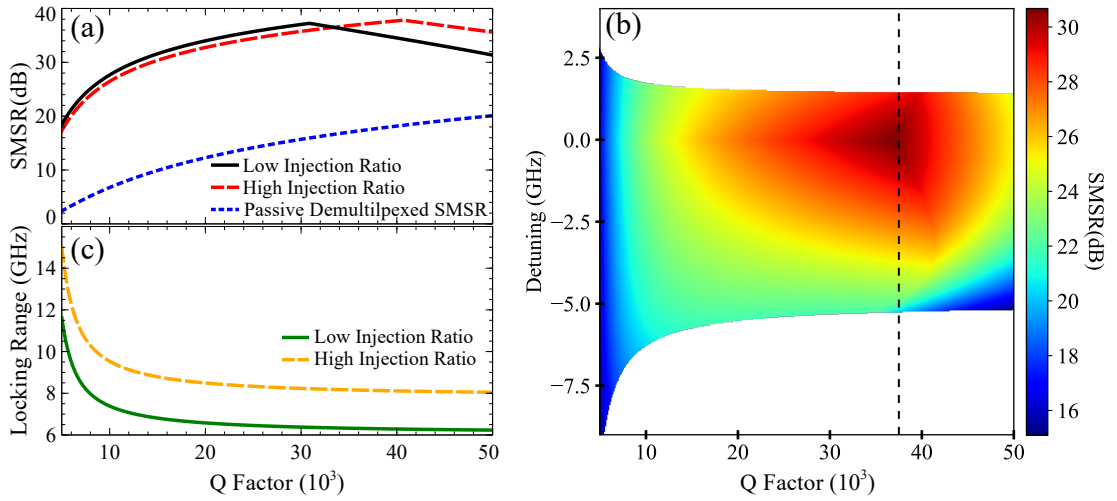 (a)
SMSR(dB)
40
30
20
10
0
Low Injection Ratio
High Injection Ratio
Passive Demultilpexed SMSR
(c)
Locking Range (GHz)
14
12
10
8
6
Low Injection Ratio
High Injection Ratio
10 20 30 40 50
Q Factor (10³)
(b)
Detuning (GHz)
2.5
0.0
−2.5
−5.0
−7.5
10 20 30 40 50
Q Factor (10³)
30
28
26
24
22
20
18
16
SMSR(dB)